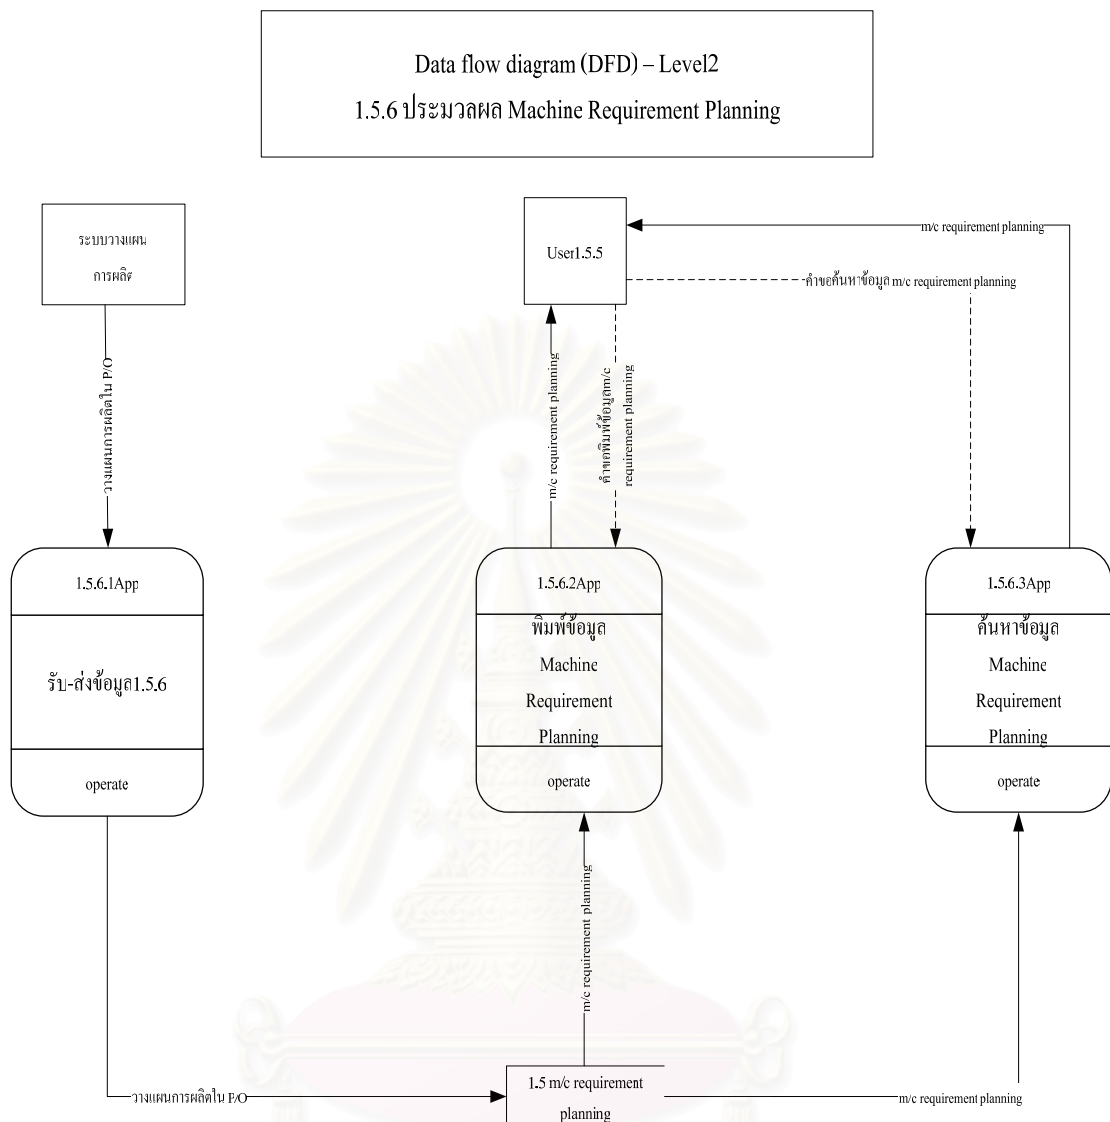 Data flow diagram (DFD) – Level2
1.5.6 ประมวลผล Machine Requirement Planning
ระบบวางแผน
การผลิต
User1.5.5
m/c requirement planning
คำขอค้นหาข้อมูล m/c requirement planning
วางแผนการผลิตใน P/O
m/c requirement planning
คำขอพิมพ์ข้อมูลm/c
requirement planning
1.5.6.1App
รับ-ส่งข้อมูล1.5.6
operate
1.5.6.2App
พิมพ์ข้อมูล
Machine
Requirement
Planning
operate
1.5.6.3App
ค้นหาข้อมูล
Machine
Requirement
Planning
operate
m/c requirement planning
วางแผนการผลิตใน P/O
1.5 m/c requirement
planning
m/c requirement planning